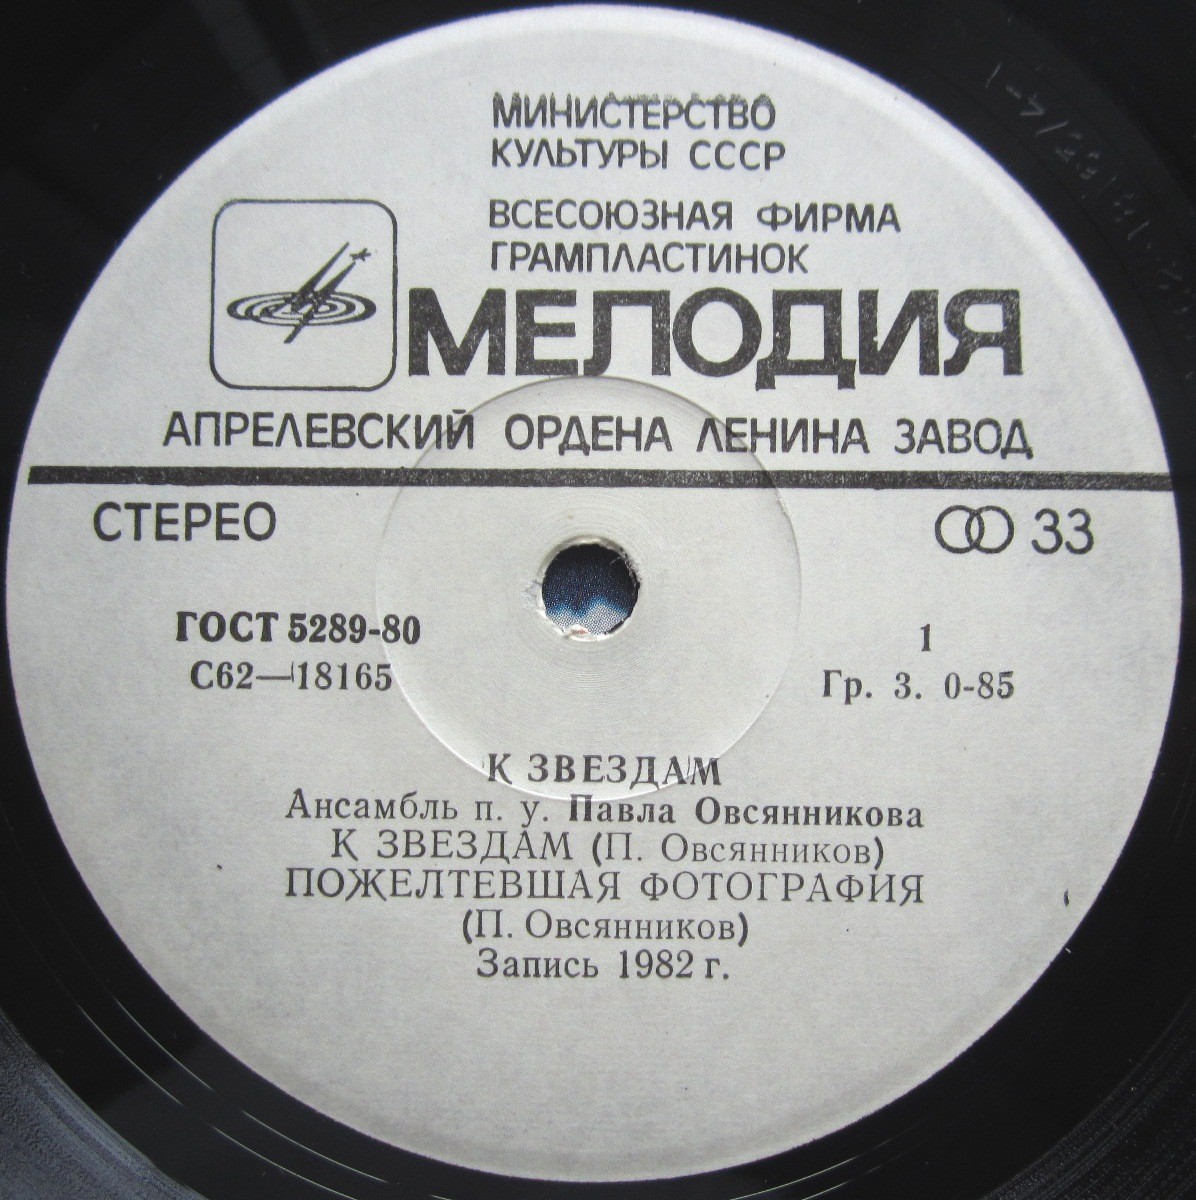 МИНИСТЕРСТВО
КУЛЬТУРЫ СССР
ВСЕСОЮЗНАЯ ФИРМА
ГРАМПЛАСТИНОК
МЕЛОДИЯ
АПРЕЛЕВСКИЙ ОРДЕНА ЛЕНИНА ЗАВОД
СТЕРЕО 33
ГОСТ 5289-80 1
С62—18165 Гр. 3. 0-85
К ЗВЕЗДАМ
Ансамбль п. у. Павла Овсянникова
К ЗВЕЗДАМ (П. Овсянников)
ПОЖЕЛТЕВШАЯ ФОТОГРАФИЯ
(П. Овсянников)
Запись 1982 г.